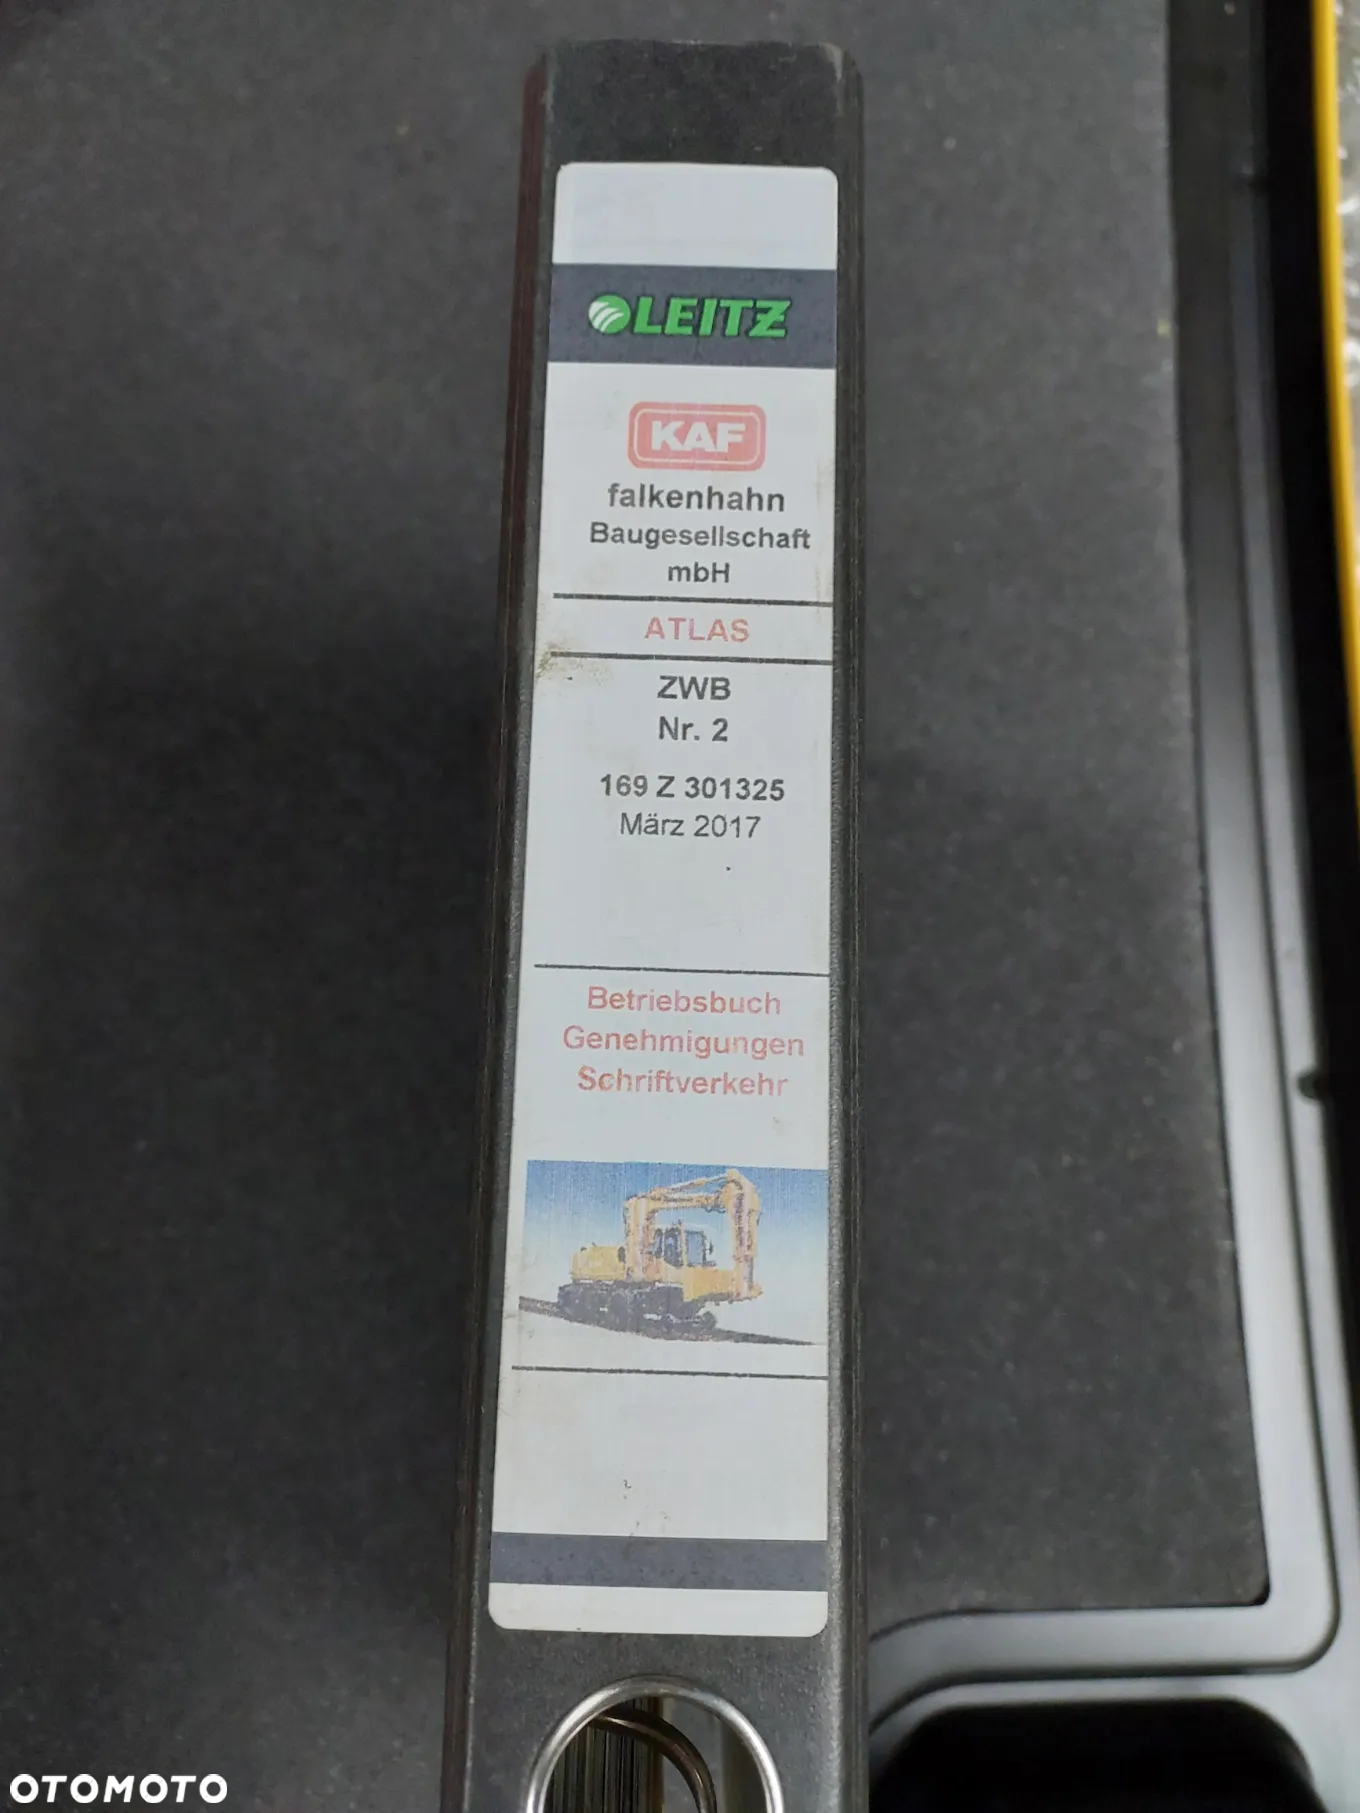 LEITZ
KAF
falkenhahn
Baugesellschaft
mbH
ATLAS
ZWB
Nr. 2
169 Z 301325
März 2017
Betriebsbuch
Genehmigungen
Schriftverkehr
OTOMOTO